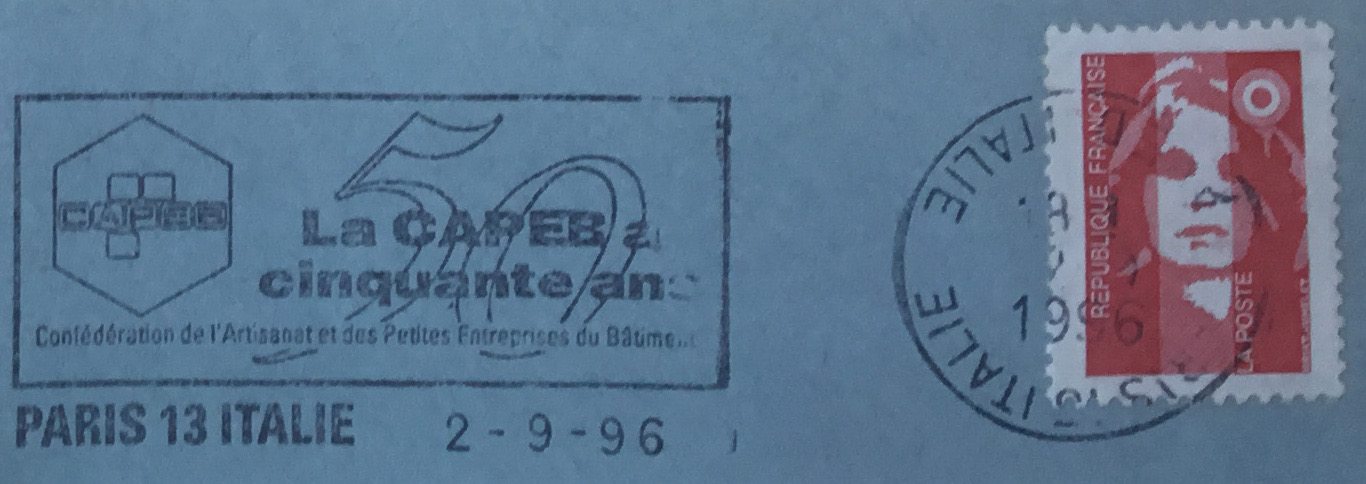 CAPEB
50
La CAPEB a
cinquante ans
Confédération de l'Artisanat et des Petites Entreprises du Bâtime
PARIS 13 ITALIE
2-9-96
ITALIE
1996
ITALIE
REPUBLIQUE FRANÇAISE
LA POSTE